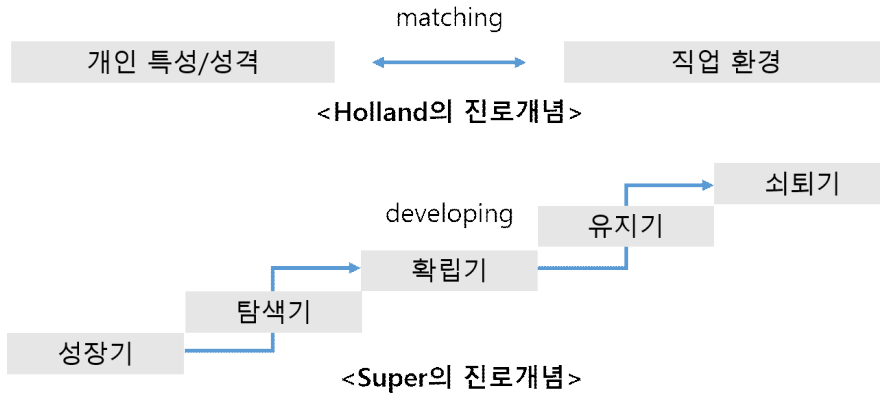 matching
개인 특성/성격
직업 환경
<Holland의 진로개념>
쇠퇴기
developing
유지기
확립기
탐색기
성장기
<Super의 진로개념>